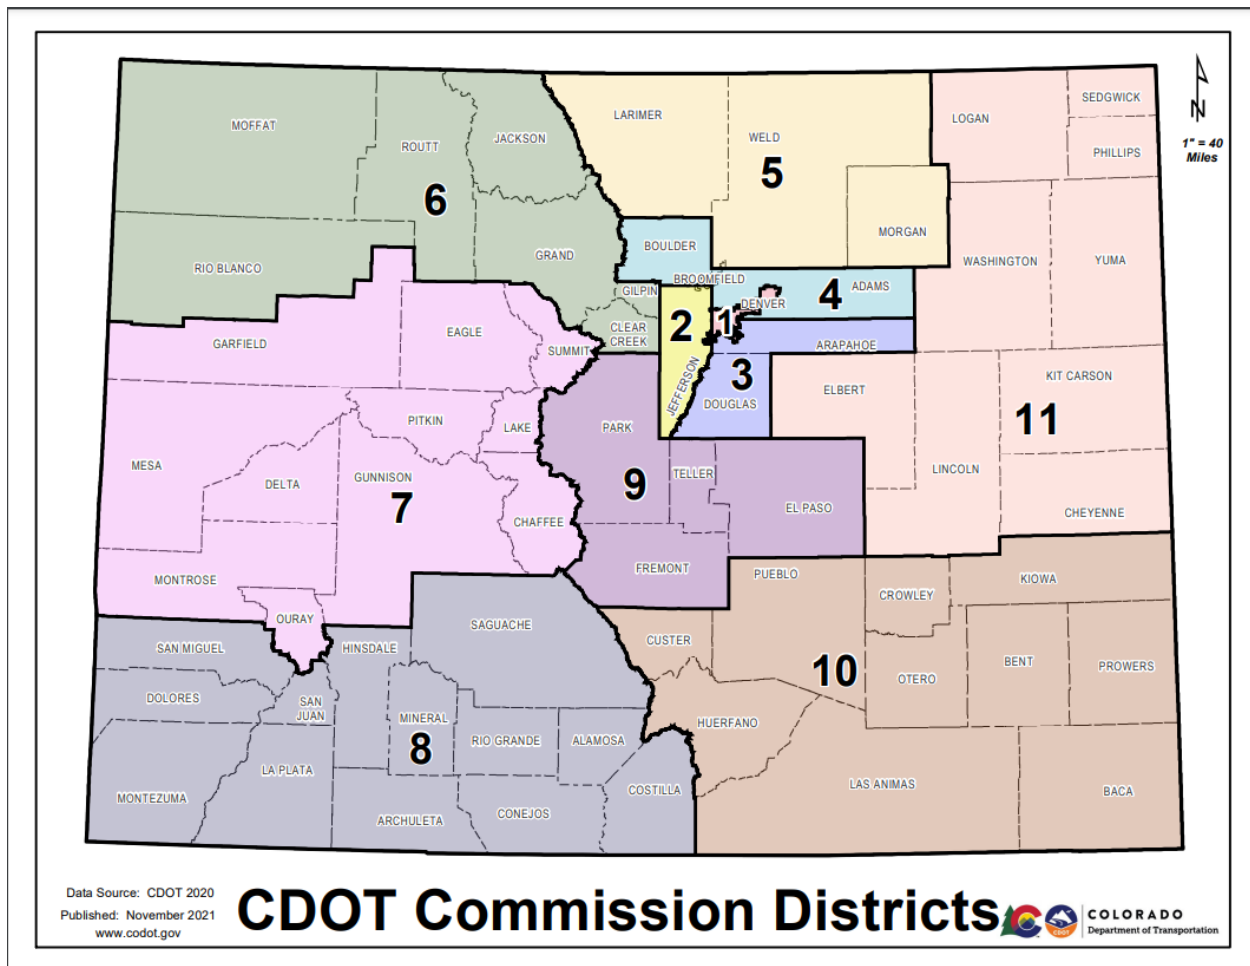 MOFFAT
ROUTT
JACKSON
LARIMER
WELD
LOGAN
SEDGWICK
PHILLIPS
N
1" = 40
Miles
6
5
RIO BLANCO
GRAND
BOULDER
MORGAN
WASHINGTON
YUMA
GILPIN
BROOMFIELD
DENVER
4
ADAMS
GARFIELD
EAGLE
SUMMIT
CLEAR
CREEK
2
JEFFERSON
1
ARAPAHOE
3
DOUGLAS
ELBERT
KIT CARSON
11
MESA
DELTA
PITKIN
LAKE
GUNNISON
7
CHAFFEE
PARK
9
TELLER
EL PASO
LINCOLN
CHEYENNE
MONTROSE
OURAY
FREMONT
PUEBLO
CROWLEY
KIOWA
SAN MIGUEL
HINSDALE
SAGUACHE
CUSTER
10
OTERO
BENT
PROWERS
DOLORES
SAN
JUAN
MINERAL
8
RIO GRANDE
ALAMOSA
HUERFANO
MONTEZUMA
LA PLATA
ARCHULETA
CONEJOS
COSTILLA
LAS ANIMAS
BACA
Data Source: CDOT 2020
Published: November 2021
www.codot.gov
CDOT Commission Districts
CDOT
COLORADO
Department of Transportation